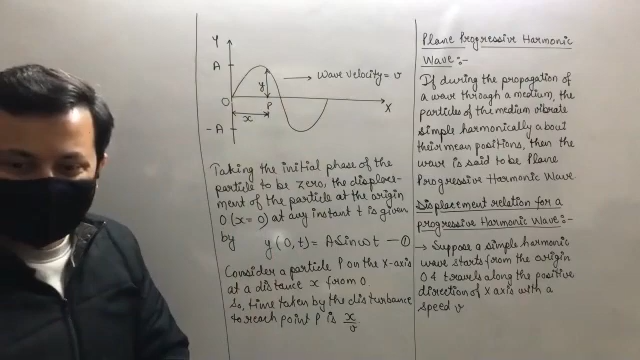 Y
A
y
wave velocity = v
O
P
X
x
-A
Taking the initial phase of the
particle to be zero, the displace-
ment of the particle at the origin
O (x=0) at any instant t is given
by y(0,t) = A Sin ωt — ①
Consider a particle P on the X-axis
at a distance x from O
So, time taken by the disturbance
to reach point P is x/v.
Plane Progressive Harmonic
Wave :-
If during the propagation of
a wave through a medium, the
particles of the medium vibrate
simple harmonically about
their mean positions, then the
wave is said to be Plane
Progressive Harmonic Wave.
Displacement relation for a
progressive Harmonic Wave :-
→ Suppose a simple harmonic
wave starts from the origin
O & travels along the positive
direction of X axis with a
speed v